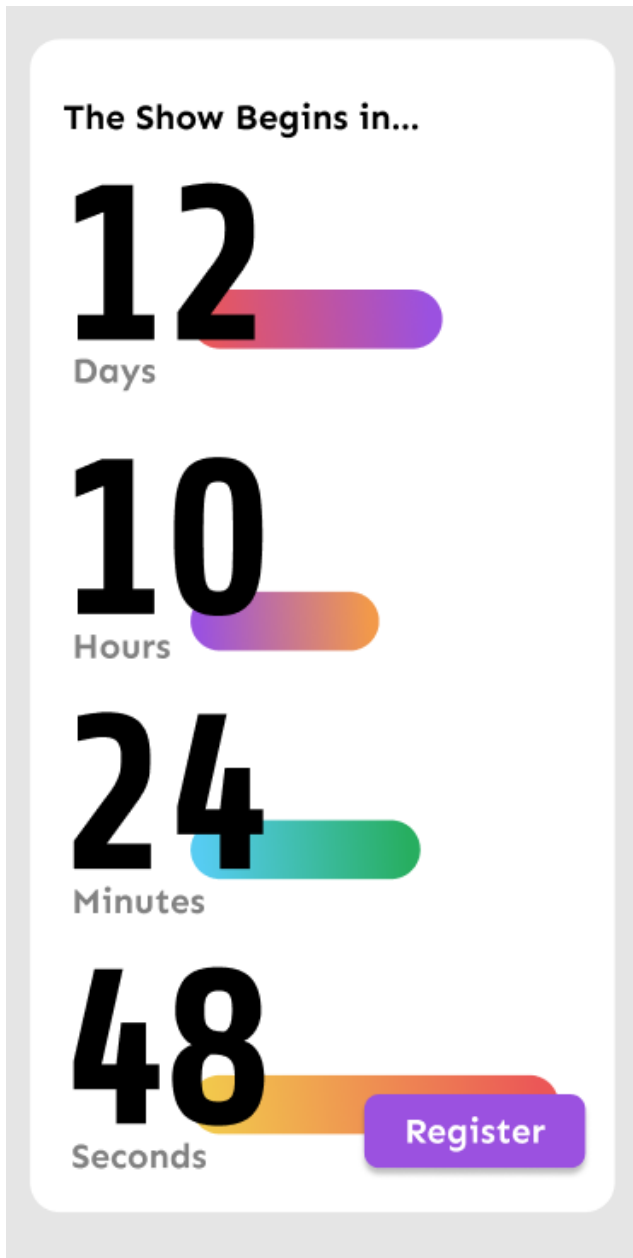 The Show Begins in...
12
Days
10
Hours
24
Minutes
48
Seconds
Register